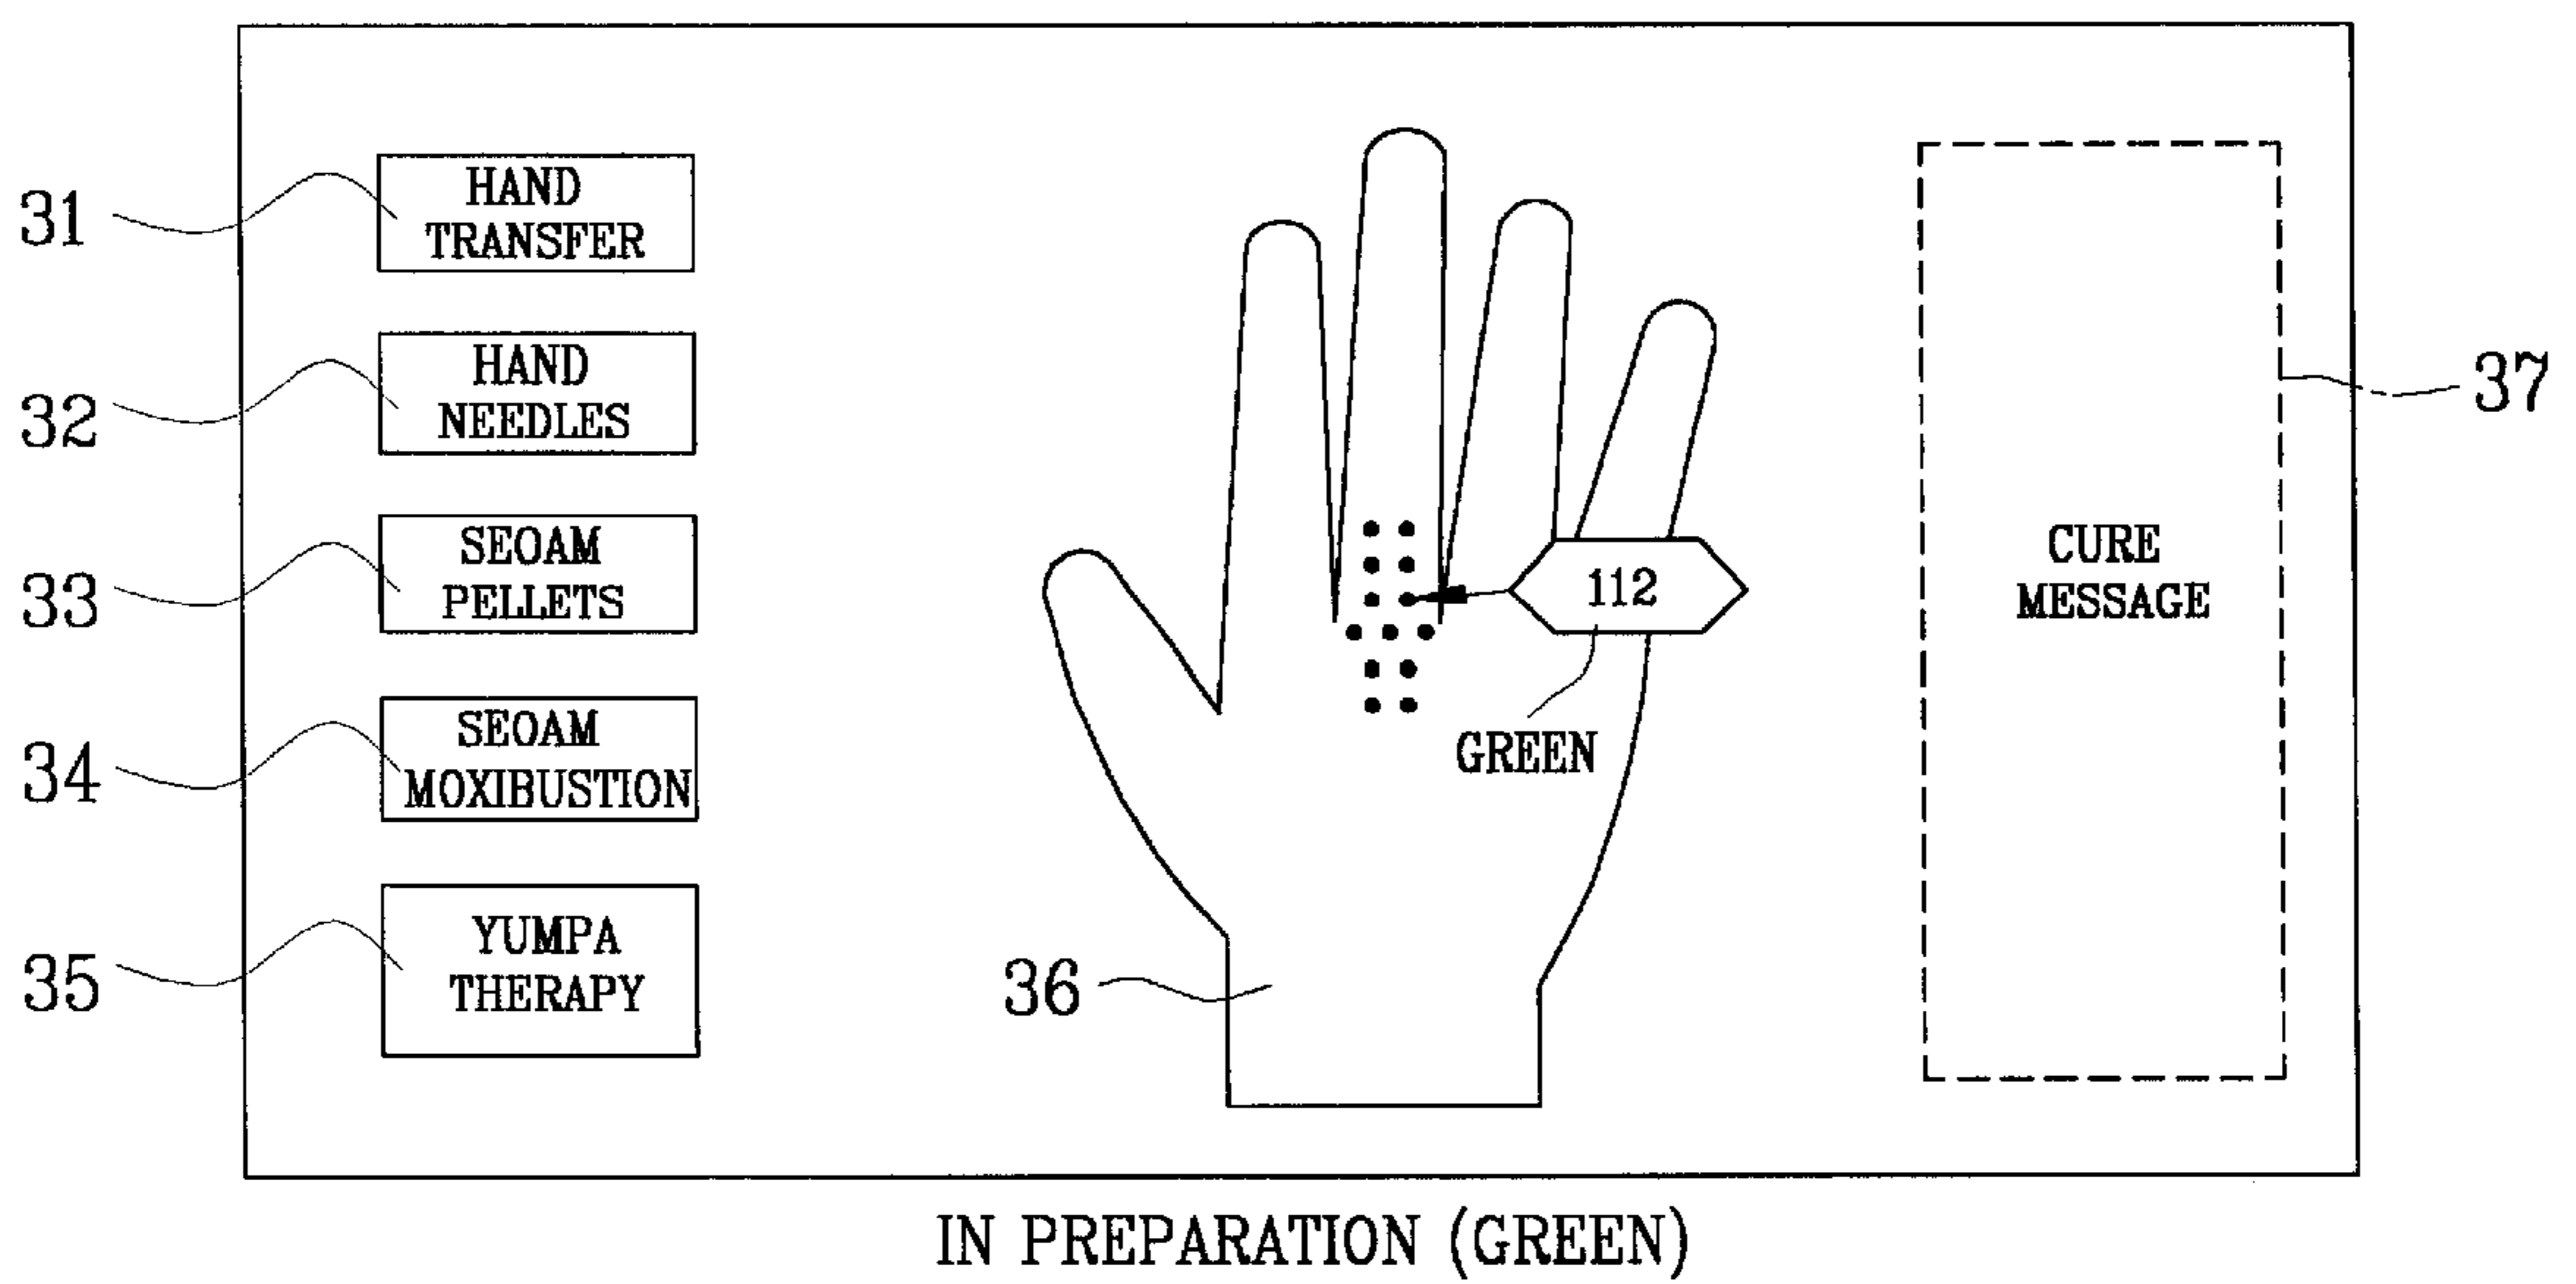 31
HAND
TRANSFER
32
HAND
NEEDLES
33
SEOAM
PELLETS
34
SEOAM
MOXIBUSTION
35
YUMPA
THERAPY
112
GREEN
36
CURE
MESSAGE
37
IN PREPARATION (GREEN)